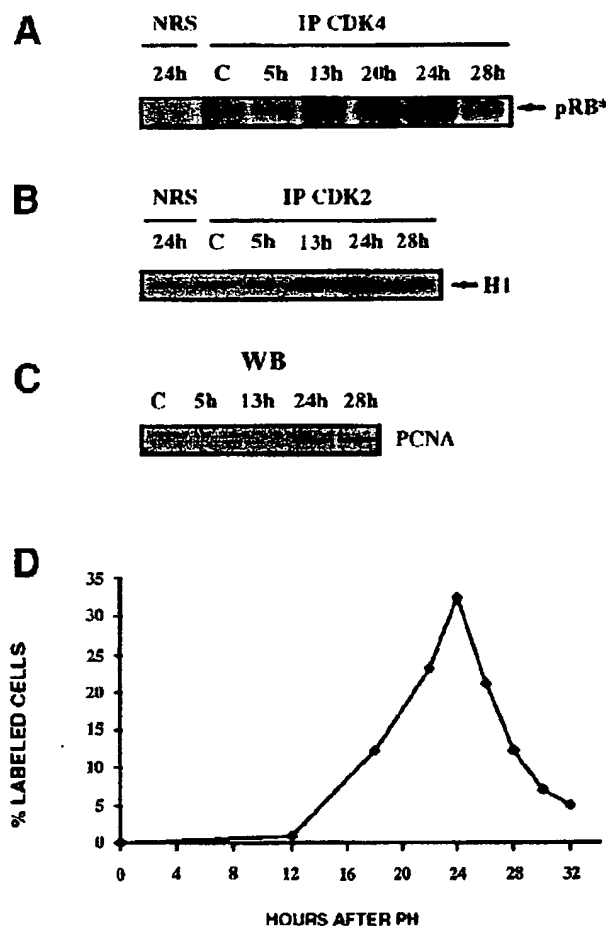 A
NRS IP CDK4
24h C 5h 13h 20h 24h 28h
pRB*
B
NRS IP CDK2
24h C 5h 13h 24h 28h
H1
C
WB
C 5h 13h 24h 28h
PCNA
D
% LABELED CELLS
35
30
25
20
15
10
5
0
0 4 8 12 16 20 24 28 32
HOURS AFTER PH